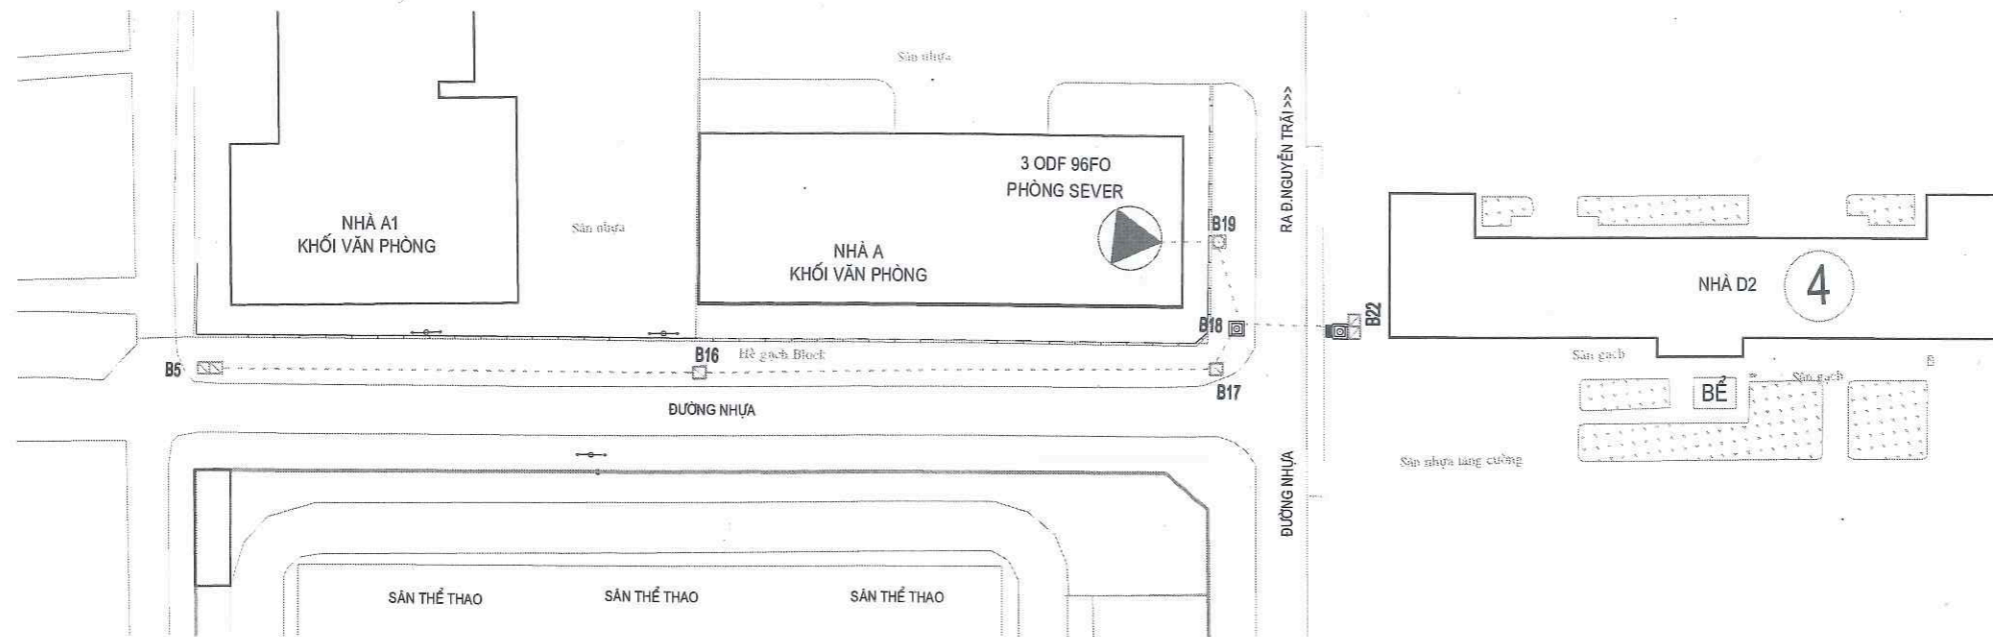 Sân nhựa
RA Đ.NGUYỄN TRÃI >>>
3 ODF 96FO
PHÒNG SEVER
NHÀ A1
KHỐI VĂN PHÒNG
Sân nhựa
NHÀ A
KHỐI VĂN PHÒNG
B19
NHÀ D2
4
B18
B22
B5
B16
Hè gạch Block
B17
Sân gạch
Sân gạch
BỂ
ĐƯỜNG NHỰA
ĐƯỜNG NHỰA
Sân nhựa tăng cường
SÂN THỂ THAO
SÂN THỂ THAO
SÂN THỂ THAO